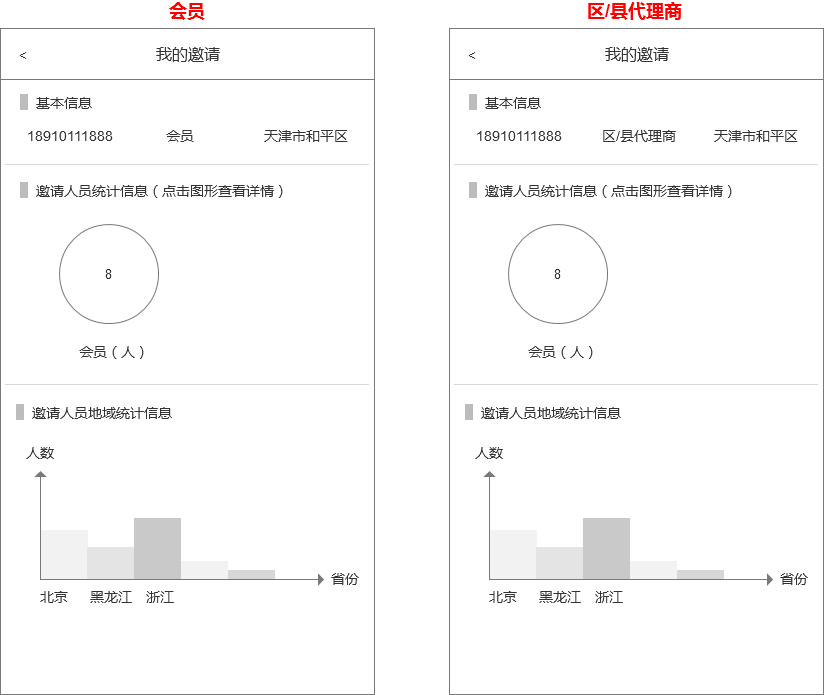 会员
<
我的邀请
基本信息
18910111888 会员 天津市和平区
邀请人员统计信息（点击图形查看详情）
8
会员（人）
邀请人员地域统计信息
人数
省份
北京 黑龙江 浙江
区/县代理商
<
我的邀请
基本信息
18910111888 区/县代理商 天津市和平区
邀请人员统计信息（点击图形查看详情）
8
会员（人）
邀请人员地域统计信息
人数
省份
北京 黑龙江 浙江